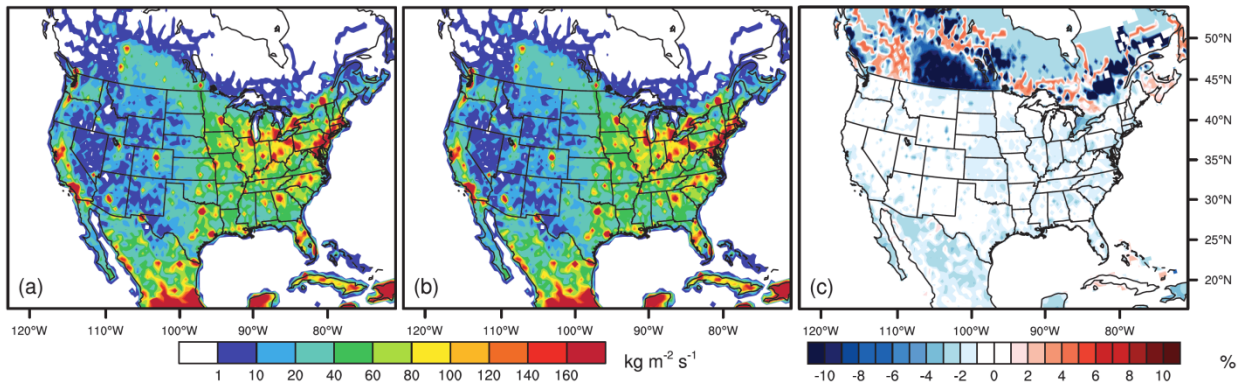 (a)
(b)
(c)
50°N
45°N
40°N
35°N
30°N
25°N
20°N
120°W 110°W 100°W 90°W 80°W 120°W 110°W 100°W 90°W 80°W 120°W 110°W 100°W 90°W 80°W
1 10 20 40 60 80 100 120 140 160 kg m⁻² s⁻¹
-10 -8 -6 -4 -2 0 2 4 6 8 10 %